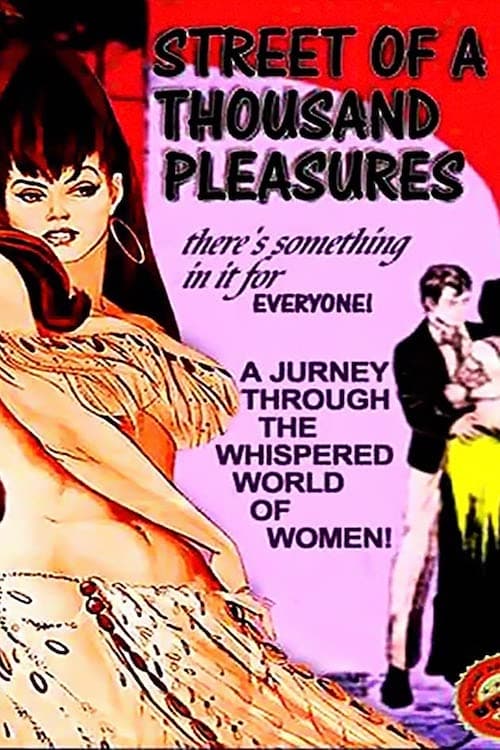 STREET OF A
THOUSAND
PLEASURES
there's something
in it for
EVERYONE!
A JURNEY
THROUGH
THE
WHISPERED
WORLD
OF
WOMEN!